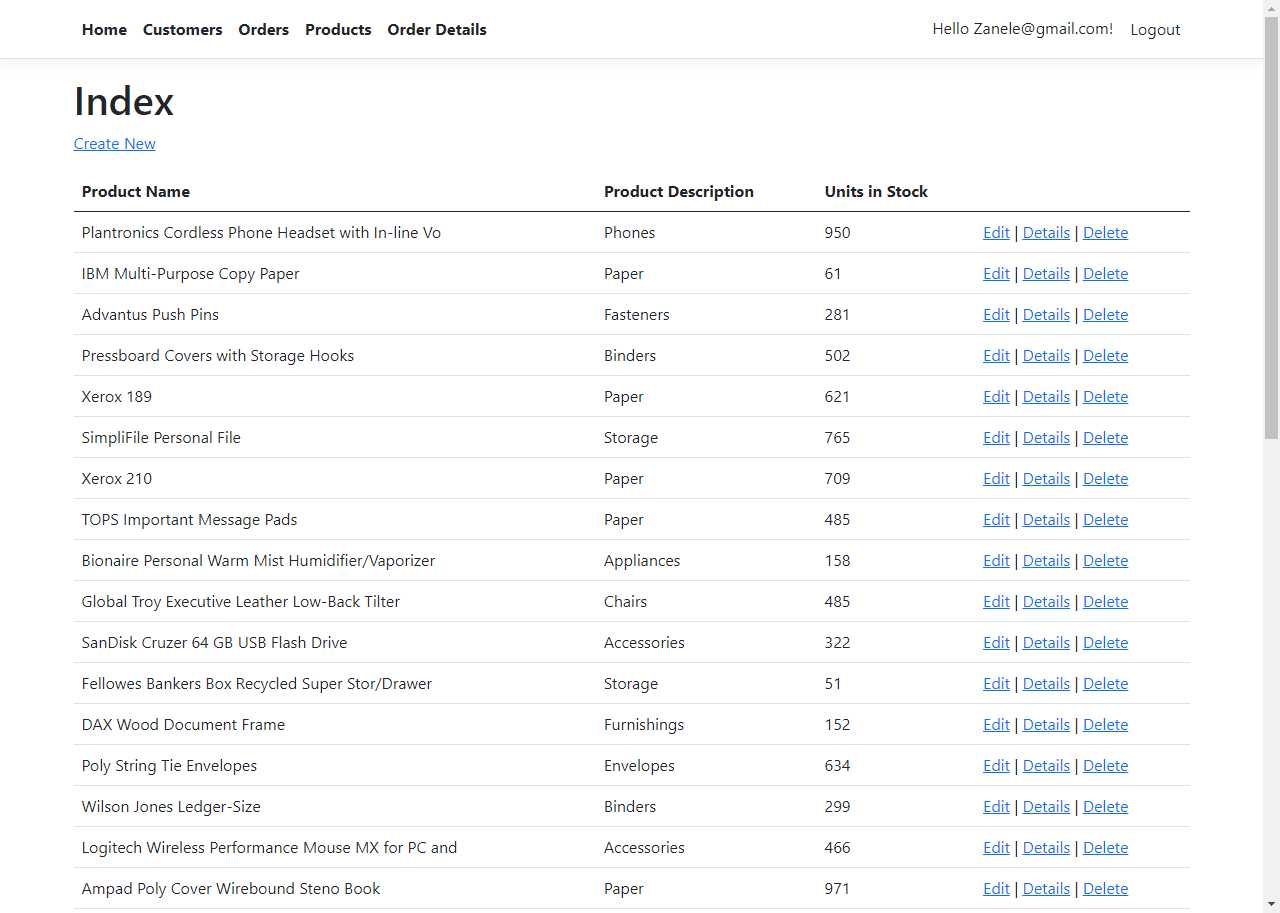 Home Customers Orders Products Order Details Hello Zanele@gmail.com! Logout
Index
Create New
Product Name Product Description Units in Stock
Plantronics Cordless Phone Headset with In-line Vo Phones 950 Edit | Details | Delete
IBM Multi-Purpose Copy Paper Paper 61 Edit | Details | Delete
Advantus Push Pins Fasteners 281 Edit | Details | Delete
Pressboard Covers with Storage Hooks Binders 502 Edit | Details | Delete
Xerox 189 Paper 621 Edit | Details | Delete
SimpliFile Personal File Storage 765 Edit | Details | Delete
Xerox 210 Paper 709 Edit | Details | Delete
TOPS Important Message Pads Paper 485 Edit | Details | Delete
Bionaire Personal Warm Mist Humidifier/Vaporizer Appliances 158 Edit | Details | Delete
Global Troy Executive Leather Low-Back Tilter Chairs 485 Edit | Details | Delete
SanDisk Cruzer 64 GB USB Flash Drive Accessories 322 Edit | Details | Delete
Fellowes Bankers Box Recycled Super Stor/Drawer Storage 51 Edit | Details | Delete
DAX Wood Document Frame Furnishings 152 Edit | Details | Delete
Poly String Tie Envelopes Envelopes 634 Edit | Details | Delete
Wilson Jones Ledger-Size Binders 299 Edit | Details | Delete
Logitech Wireless Performance Mouse MX for PC and Accessories 466 Edit | Details | Delete
Ampad Poly Cover Wirebound Steno Book Paper 971 Edit | Details | Delete